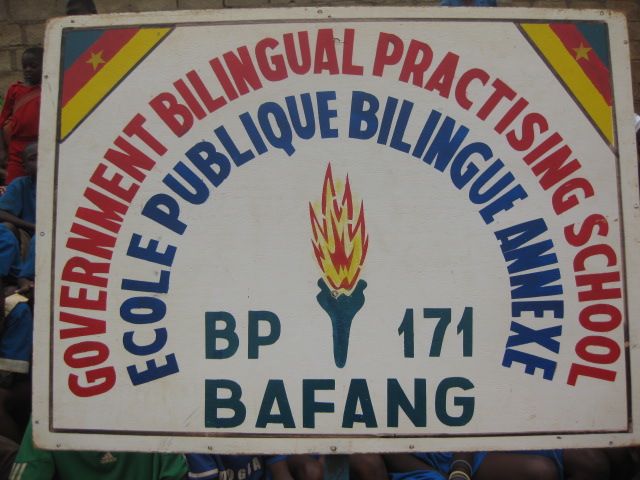 GOVERNMENT BILINGUAL PRACTISING SCHOOL
ECOLE PUBLIQUE BILINGUE ANNEXE
BP 171
BAFANG